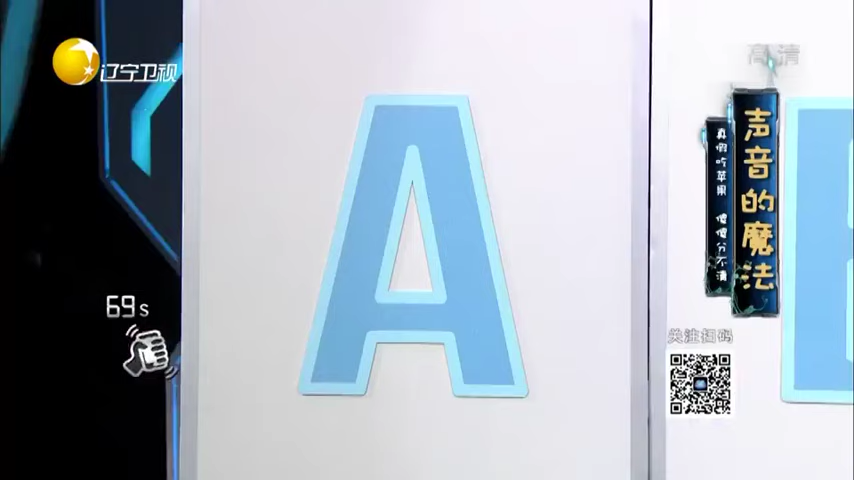 辽宁卫视
A
高清
声音的魔法
真假吃苹果 傻傻分不清
69s
关注扫码